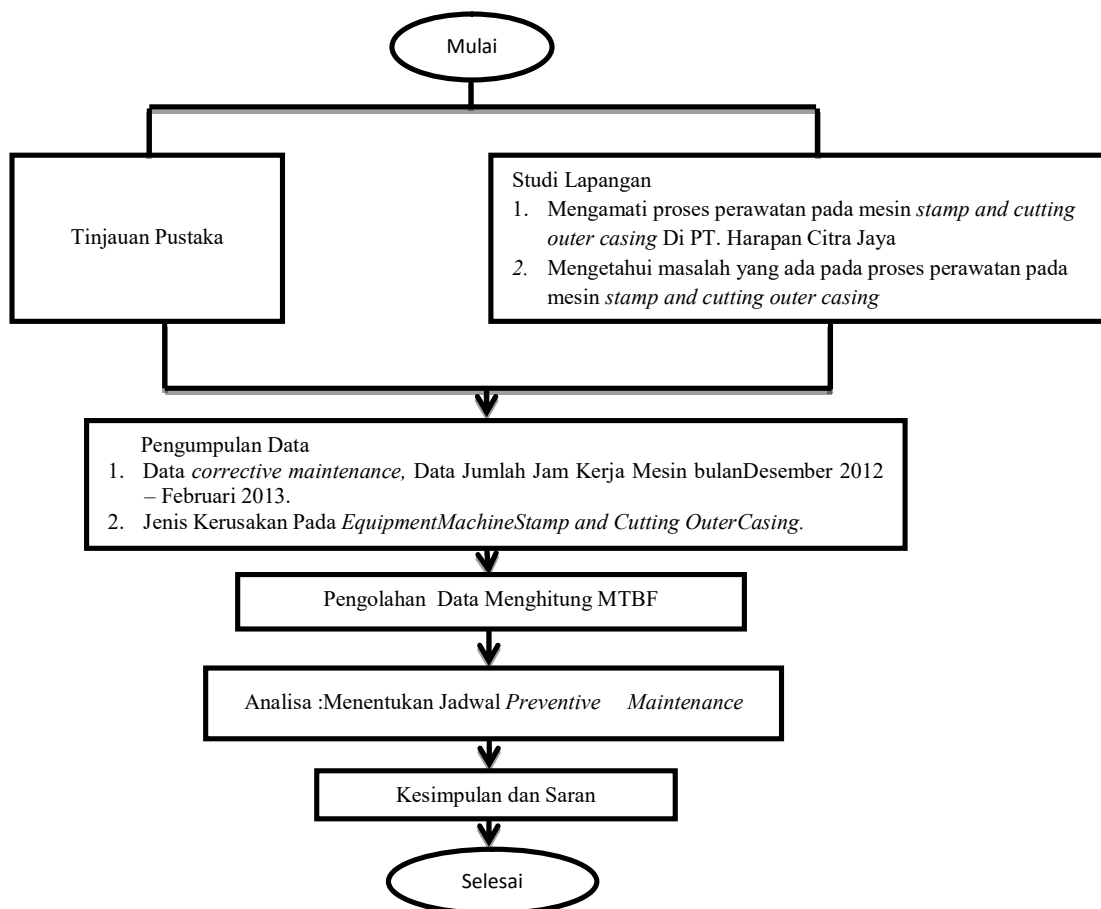 Mulai
Tinjauan Pustaka
Studi Lapangan
1. Mengamati proses perawatan pada mesin stamp and cutting
outer casing Di PT. Harapan Citra Jaya
2. Mengetahui masalah yang ada pada proses perawatan pada
mesin stamp and cutting outer casing
Pengumpulan Data
1. Data corrective maintenance, Data Jumlah Jam Kerja Mesin bulanDesember 2012
– Februari 2013.
2. Jenis Kerusakan Pada EquipmentMachineStamp and Cutting OuterCasing.
Pengolahan Data Menghitung MTBF
Analisa :Menentukan Jadwal Preventive Maintenance
Kesimpulan dan Saran
Selesai